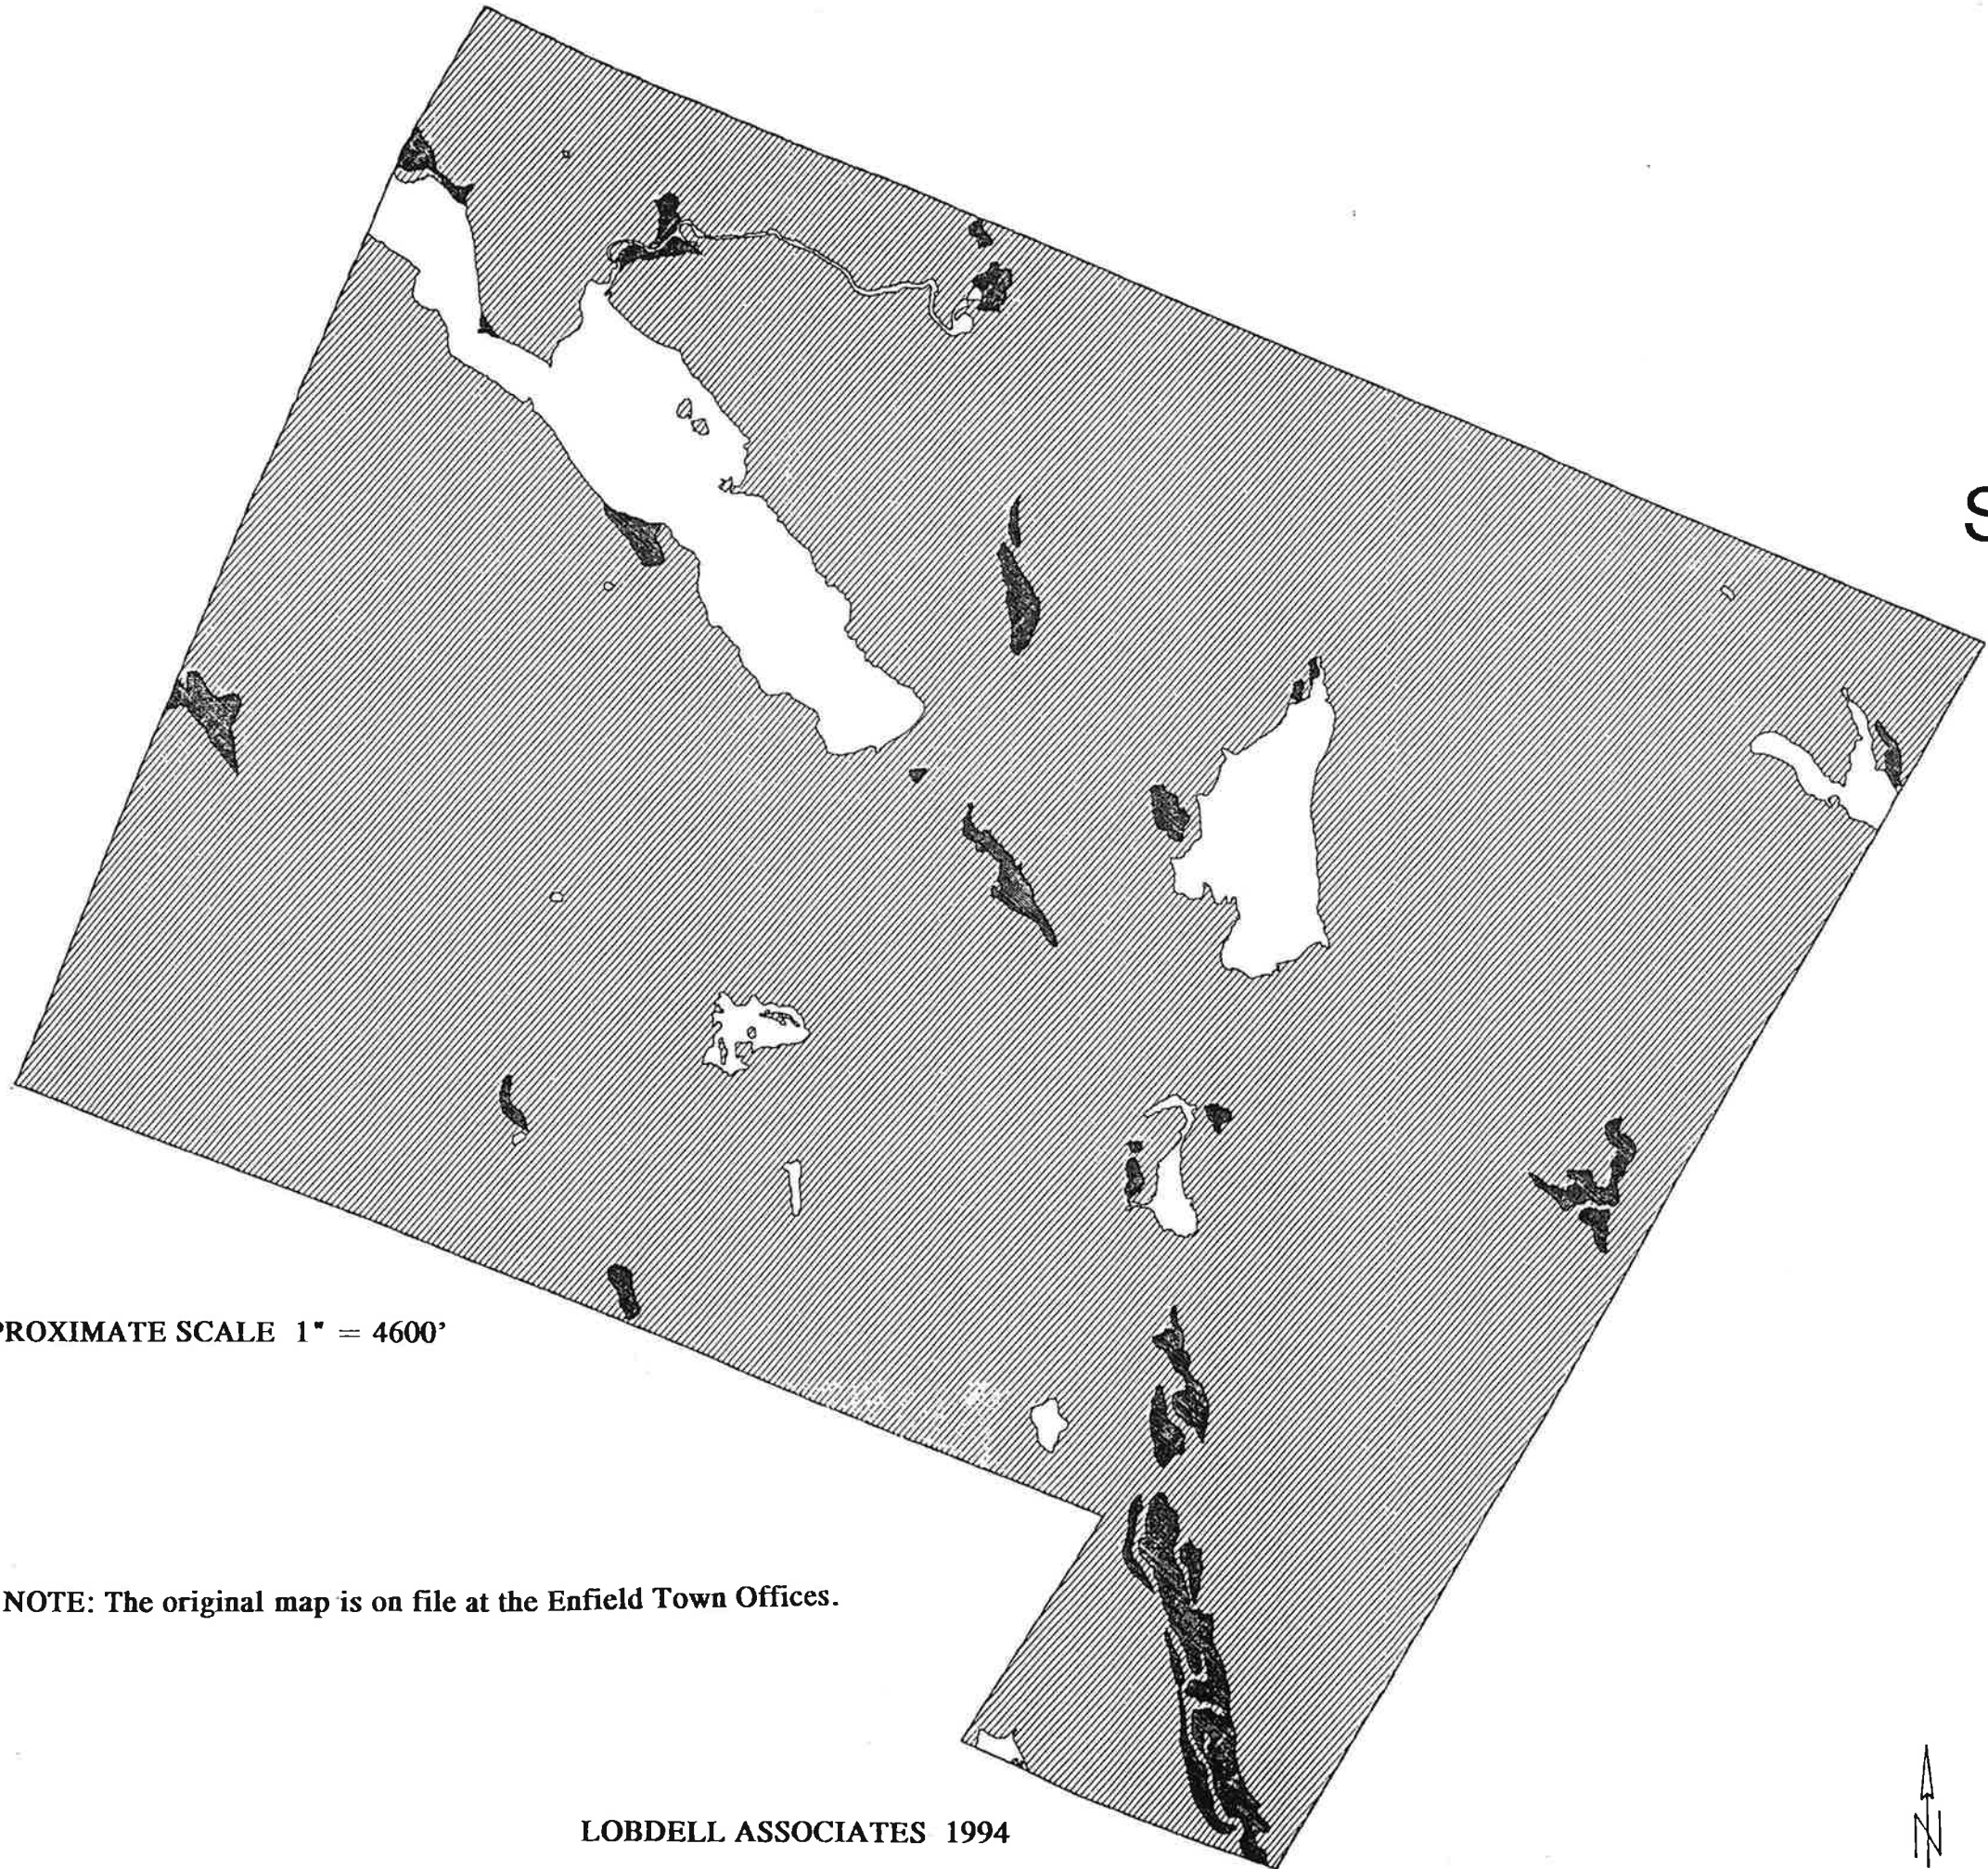 S
PROXIMATE SCALE 1" = 4600'
NOTE: The original map is on file at the Enfield Town Offices.
LOBDELL ASSOCIATES 1994
N